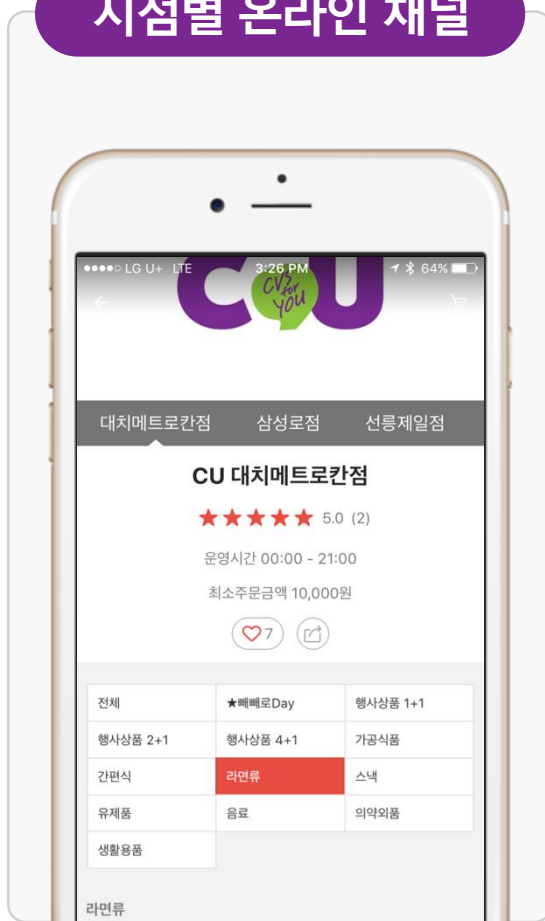 지점별 온라인 채널
LG U+ LTE 3:26 PM 64%
CU
CVS
for
YOU
대치메트로칸점 삼성로점 선릉제일점
CU 대치메트로칸점
★★★★★ 5.0 (2)
운영시간 00:00 - 21:00
최소주문금액 10,000원
7
전체 ★빼빼로Day 행사상품 1+1
행사상품 2+1 행사상품 4+1 가공식품
간편식 라면류 스낵
유제품 음료 의약외품
생활용품
라면류